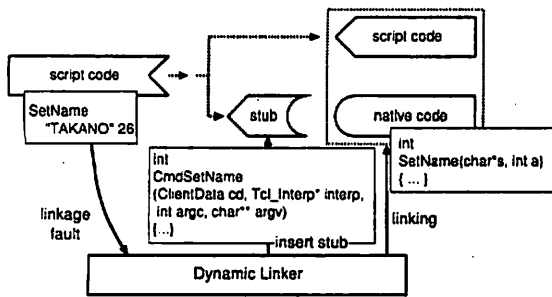 script code
script code
SetName
"TAKANO" 26
stub
native code
int
CmdSetName
(ClientData cd, Tcl_Interp* interp,
int argc, char** argv)
{...}
int
SetName(char*s, int a)
{ ... }
linkage
fault
linking
insert stub
Dynamic Linker